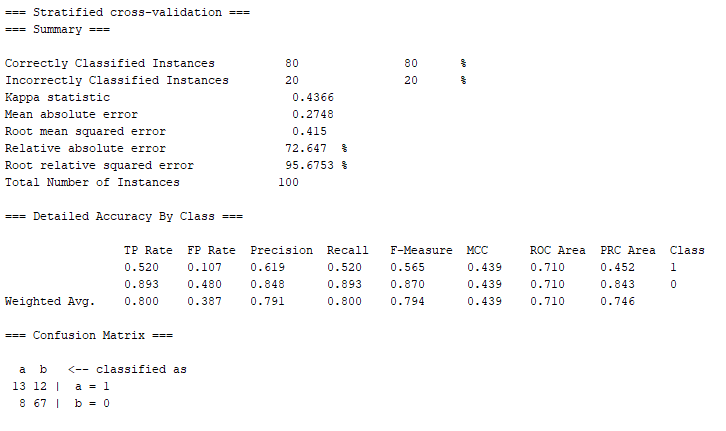 === Stratified cross-validation ===
=== Summary ===
Correctly Classified Instances 80 80 %
Incorrectly Classified Instances 20 20 %
Kappa statistic 0.4366
Mean absolute error 0.2748
Root mean squared error 0.415
Relative absolute error 72.647 %
Root relative squared error 95.6753 %
Total Number of Instances 100
=== Detailed Accuracy By Class ===
TP Rate FP Rate Precision Recall F-Measure MCC ROC Area PRC Area Class
0.520 0.107 0.619 0.520 0.565 0.439 0.710 0.452 1
0.893 0.480 0.848 0.893 0.870 0.439 0.710 0.843 0
Weighted Avg. 0.800 0.387 0.791 0.800 0.794 0.439 0.710 0.746
=== Confusion Matrix ===
a b <-- classified as
13 12 | a = 1
8 67 | b = 0